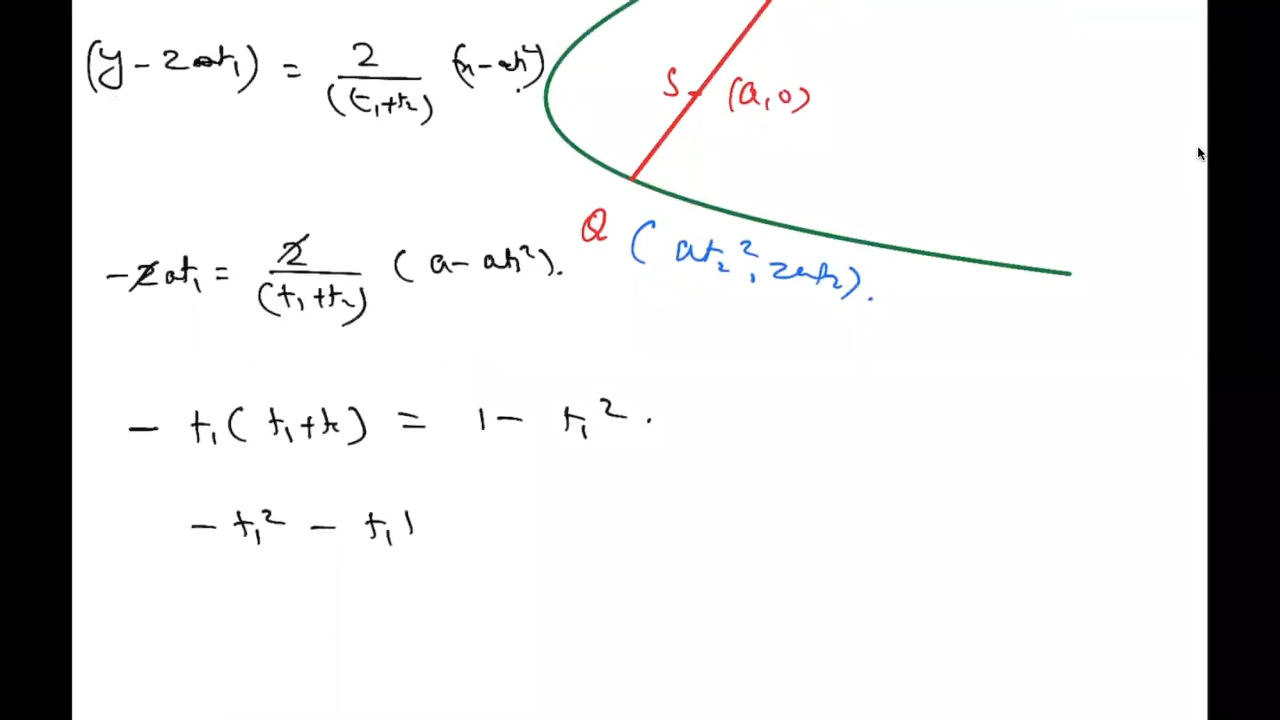 (y - 2at₁) = 2/(t₁+t₂) (x - at₁²)
S (a, 0)
Q (at₂², 2at₂).
-2at₁ = 2/(t₁+t₂) (a - at₁²).
- t₁(t₁+t₂) = 1 - t₁².
- t₁² - t₁